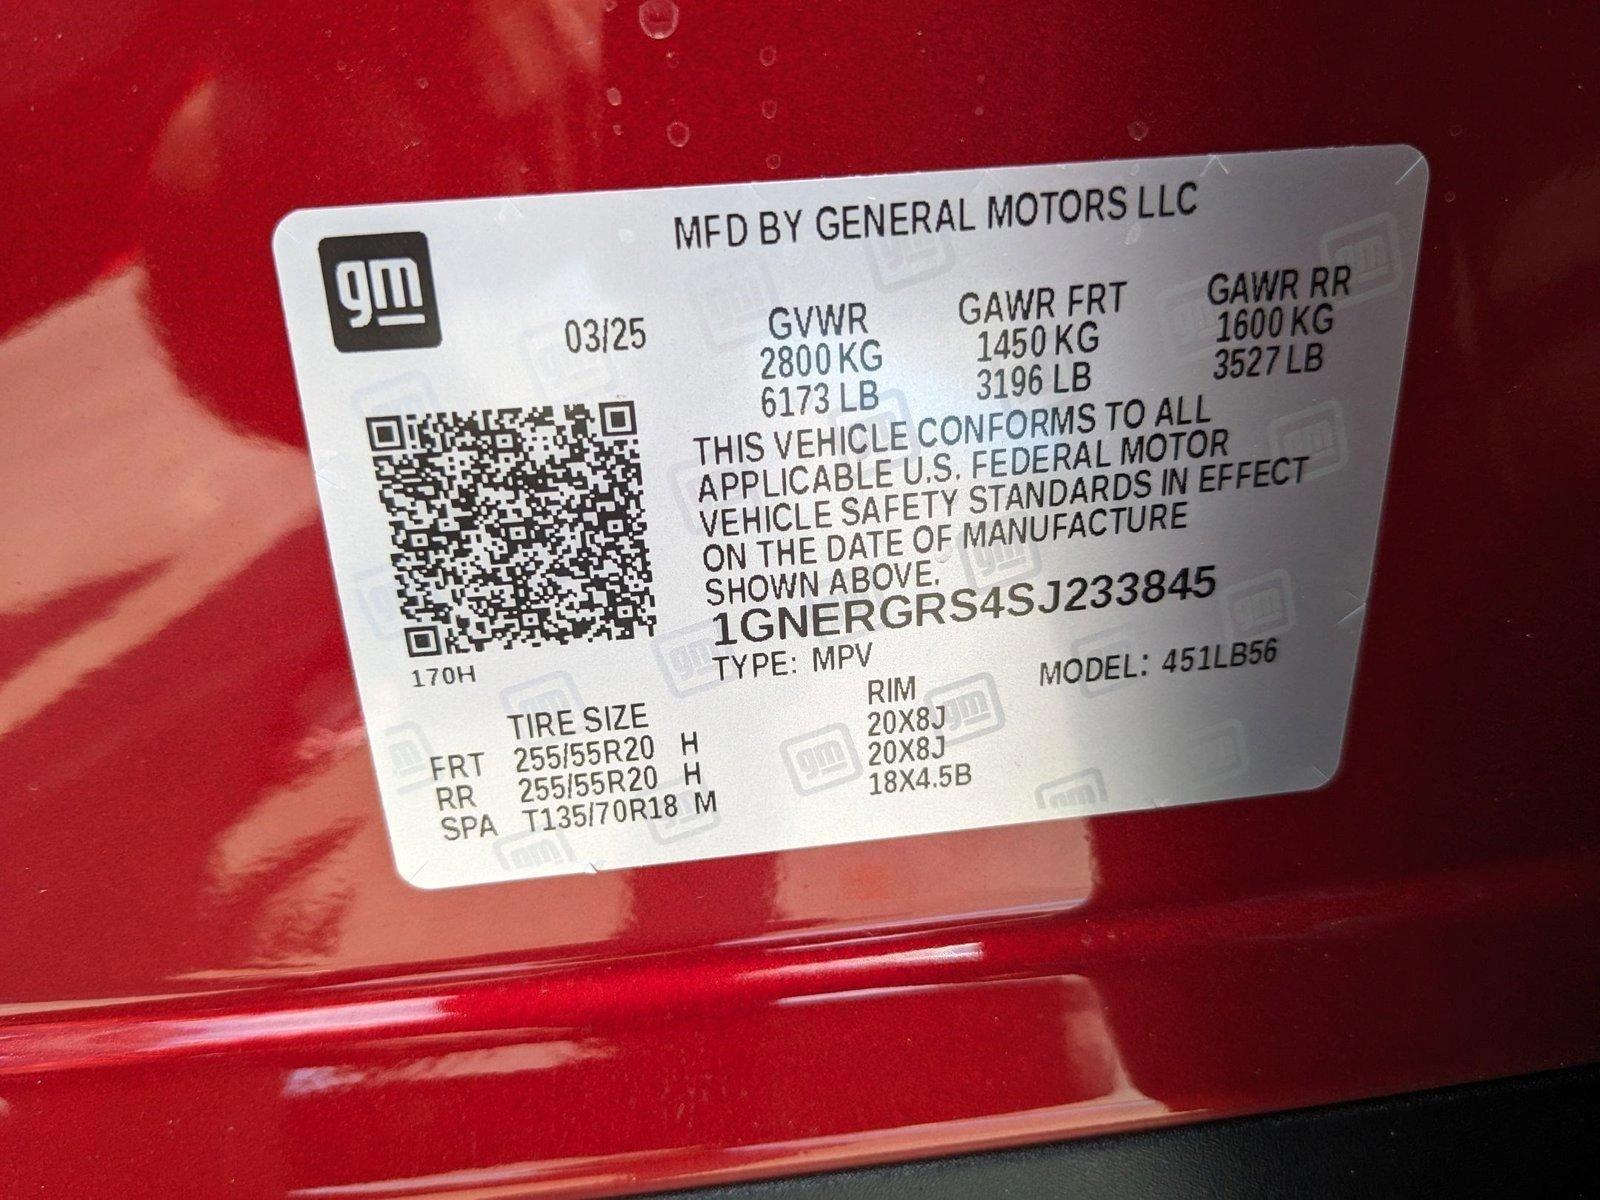 gm
MFD BY GENERAL MOTORS LLC
03/25
GVWR GAWR FRT GAWR RR
2800 KG 1450 KG 1600 KG
6173 LB 3196 LB 3527 LB
THIS VEHICLE CONFORMS TO ALL
APPLICABLE U.S. FEDERAL MOTOR
VEHICLE SAFETY STANDARDS IN EFFECT
ON THE DATE OF MANUFACTURE
SHOWN ABOVE.
1GNERGRS4SJ233845
170H
TYPE: MPV MODEL: 451LB56
TIRE SIZE RIM
FRT 255/55R20 H 20X8J
RR 255/55R20 H 20X8J
SPA T135/70R18 M 18X4.5B